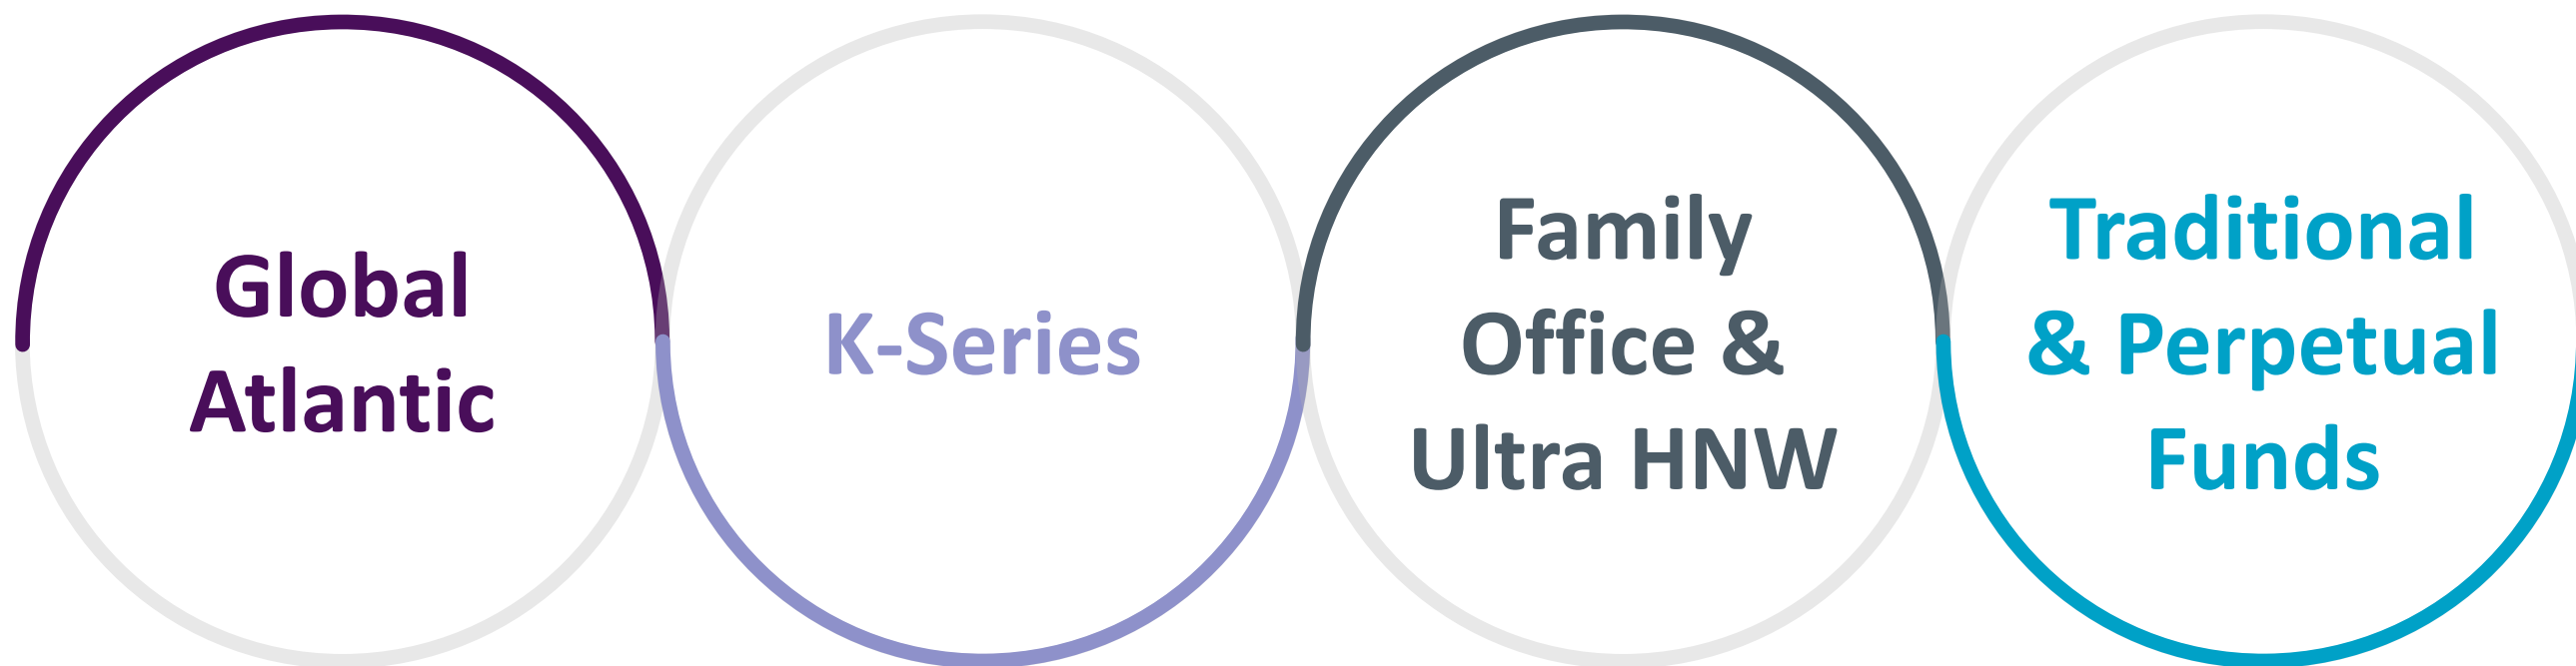 Global
Atlantic
K-Series
Family
Office &
Ultra HNW
Traditional
& Perpetual
Funds